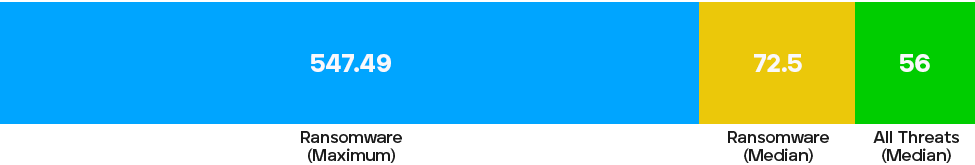 547.49
72.5
56
Ransomware
(Maximum)
Ransomware
(Median)
All Threats
(Median)